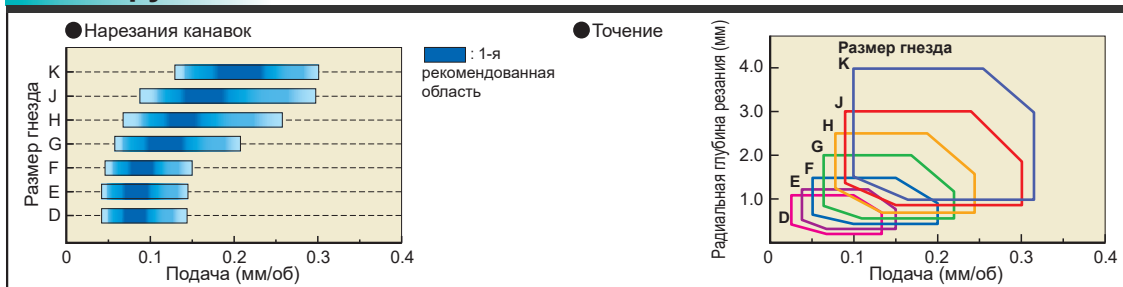 ● Нарезания канавок
Размер гнезда
K
J
H
G
F
E
D
0 0.1 0.2 0.3 0.4
Подача (мм/об)
: 1-я
рекомендованная
область
● Точение
Радиальная глубина резания (мм)
4.0
3.0
2.0
1.0
Размер гнезда
K
J
H
G
F
E
D
0 0.1 0.2 0.3 0.4
Подача (мм/об)